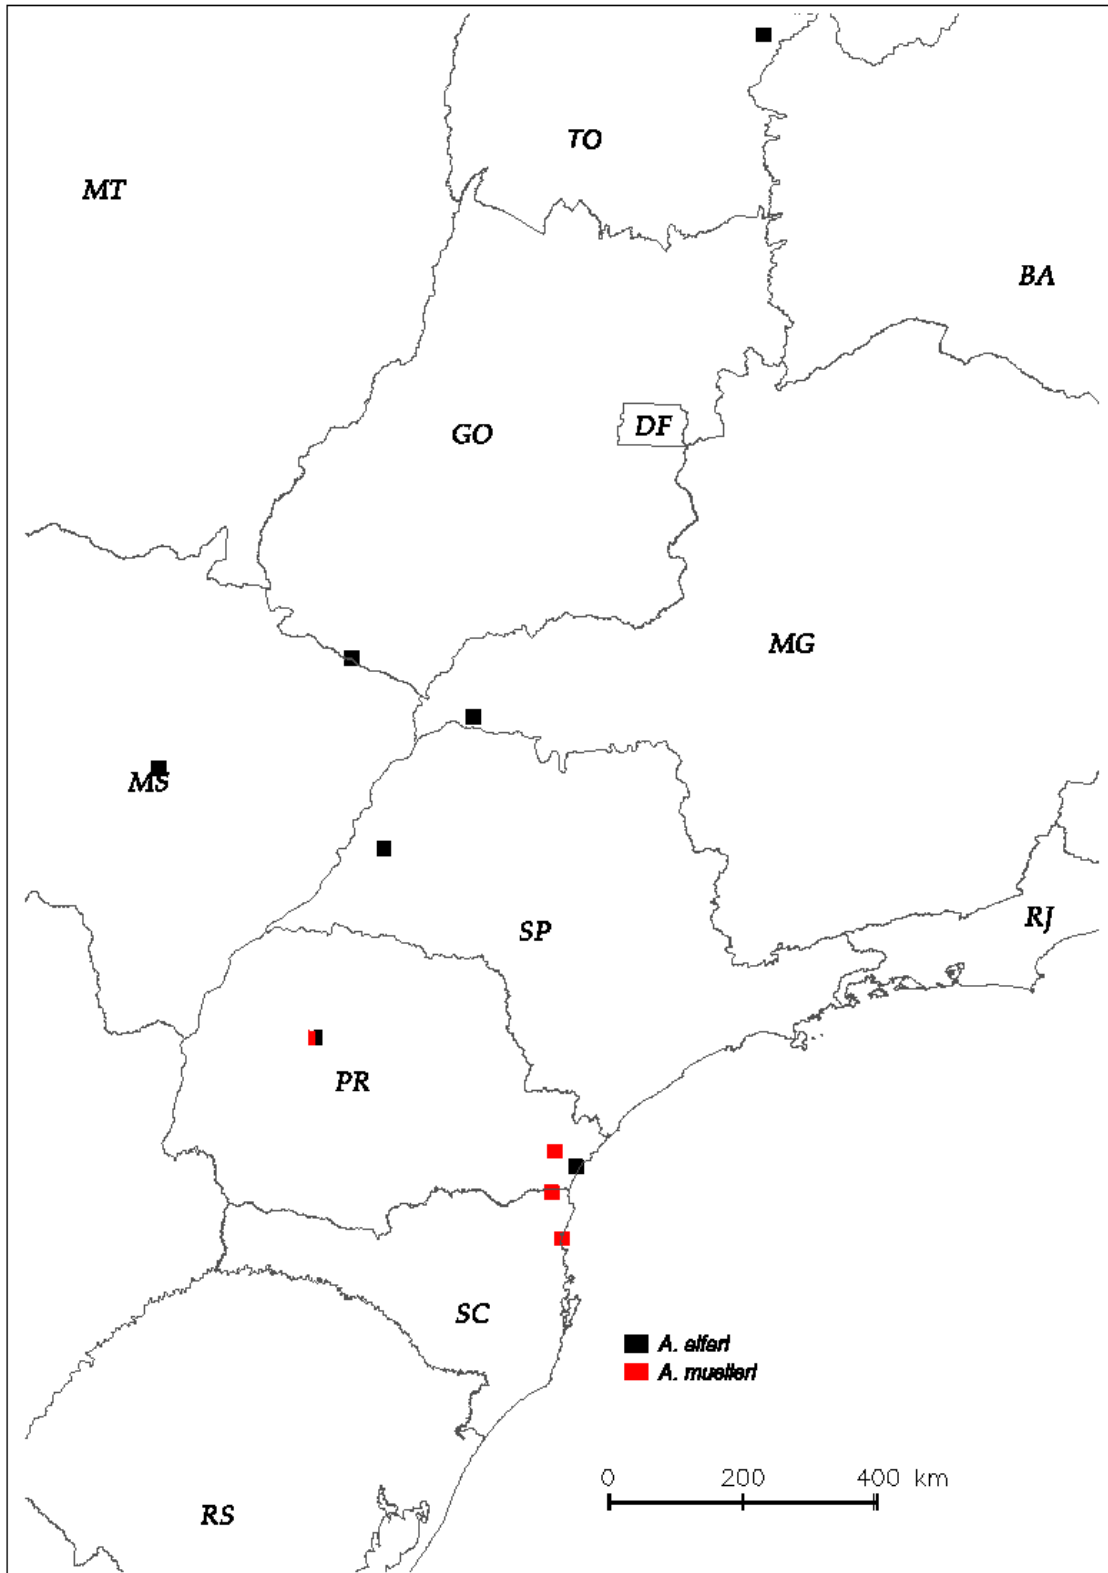 TO
MT
BA
GO
DF
MG
MS
RJ
SP
PR
SC
A. alfari
A. muelleri
0 200 400 km
RS